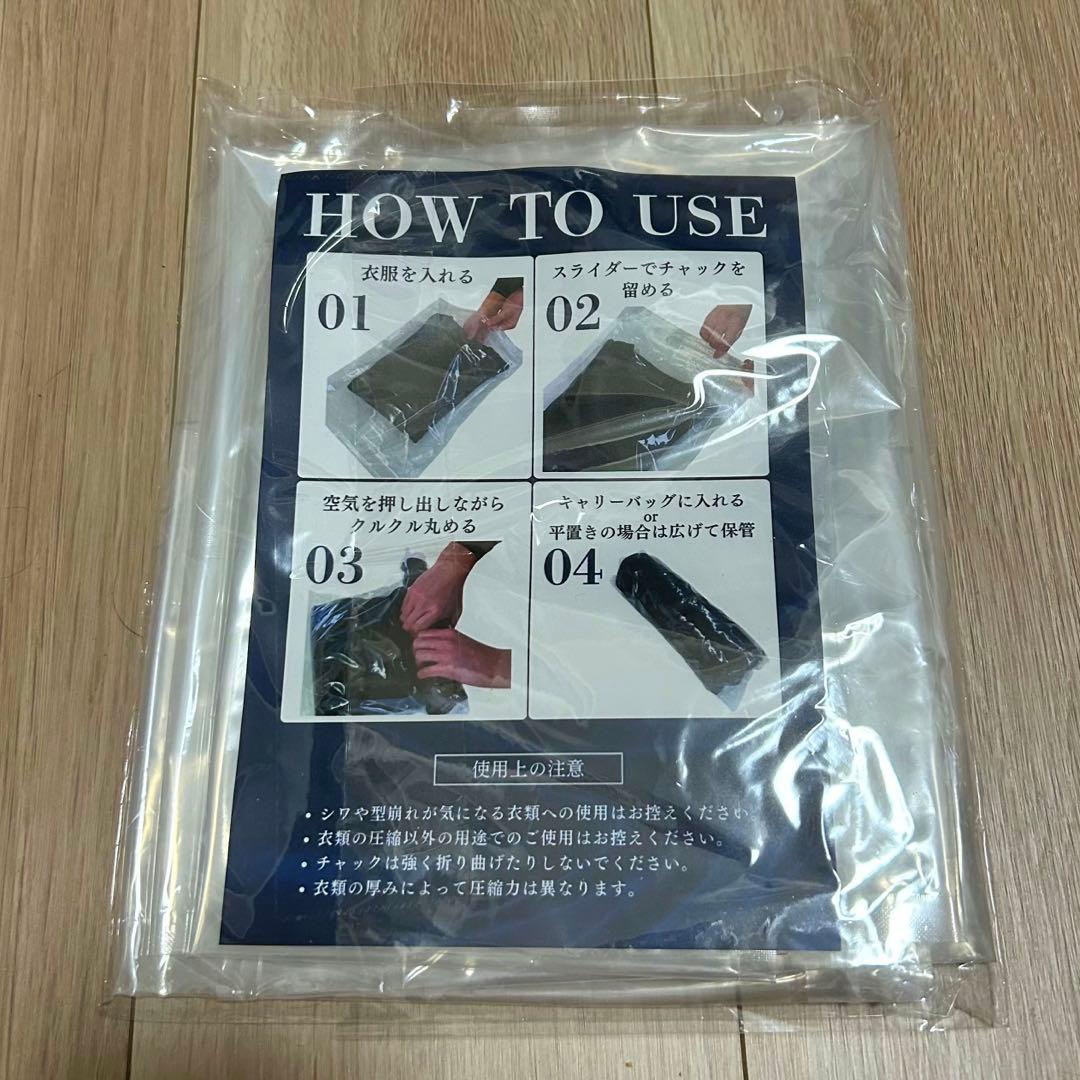 HOW TO USE
衣服を入れる
01
スライダーでチャックを
留める
02
空気を押し出しながら
クルクル丸める
03
キャリーバッグに入れる
or
平置きの場合は広げて保管
04
使用上の注意
• シワや型崩れが気になる衣類への使用はお控えください。
• 衣類の圧縮以外の用途でのご使用はお控えください。
• チャックは強く折り曲げたりしないでください。
• 衣類の厚みによって圧縮力は異なります。